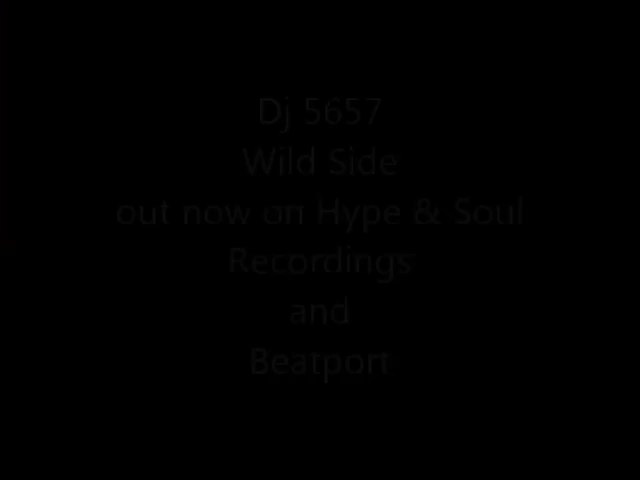 Dj 5657
Wild Side
out now on Hype & Soul
Recordings
and
Beatport